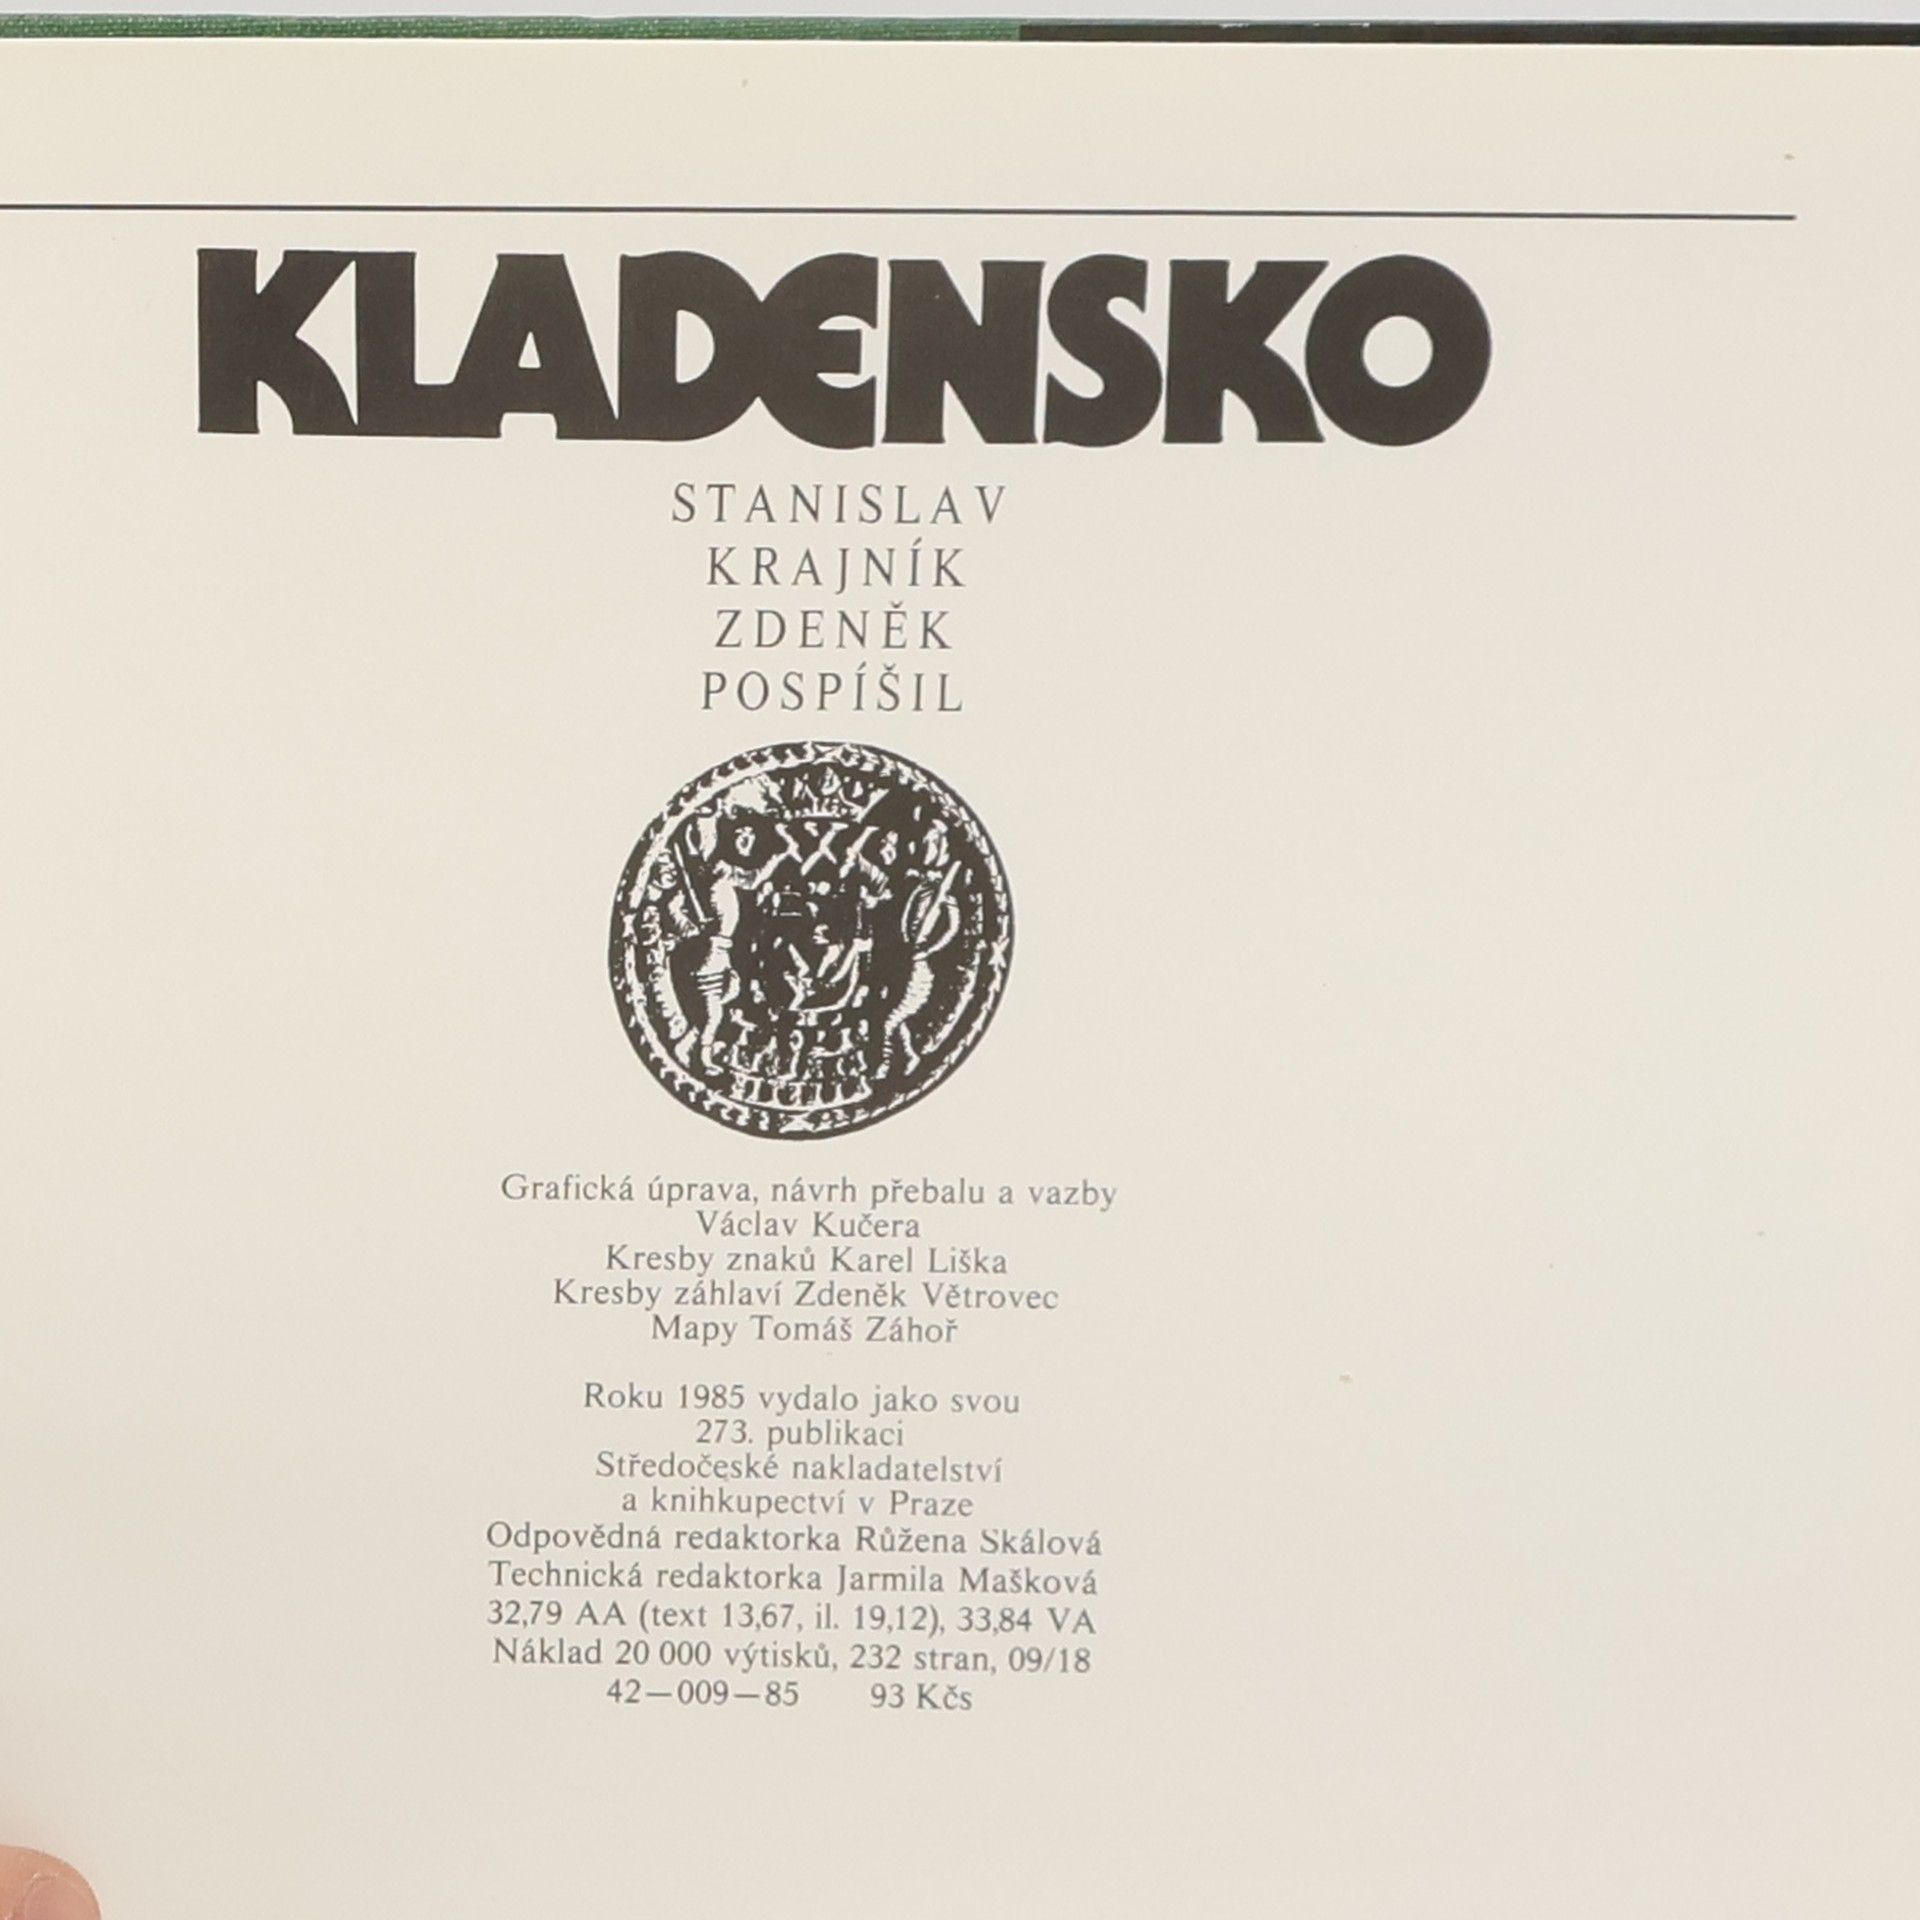 KLADENSKO
STANISLAV
KRAJNÍK
ZDENĚK
POSPÍŠIL
Grafická úprava, návrh přebalu a vazby
Václav Kučera
Kresby znaků Karel Liška
Kresby záhlaví Zdeněk Větrovec
Mapy Tomáš Záhoř
Roku 1985 vydalo jako svou
273. publikaci
Středočeské nakladatelství
a knihkupectví v Praze
Odpovědná redaktorka Růžena Skálová
Technická redaktorka Jarmila Mašková
32,79 AA (text 13,67, il. 19,12), 33,84 VA
Náklad 20 000 výtisků, 232 stran, 09/18
42—009—85 93 Kčs